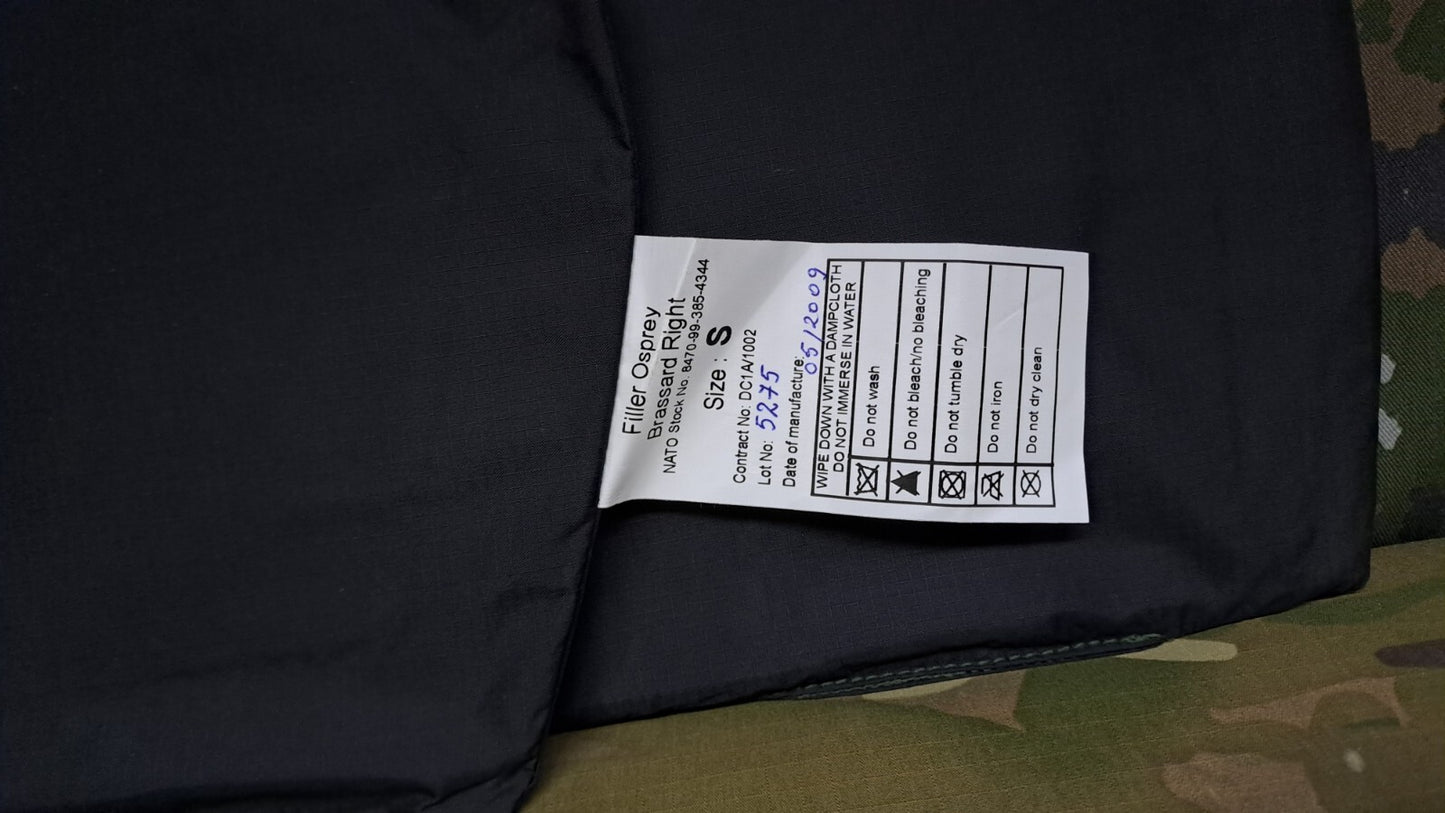 Filler Osprey
Brassard Right
NATO Stock No. 8470-99-385-4344
Size : S
Contract No: DC1A/1002
Lot No: 5275
Date of manufacture: 05/2009
WIPE DOWN WITH A DAMPCLOTH
DO NOT IMMERSE IN WATER
Do not wash
Do not bleach/no bleaching
Do not tumble dry
Do not iron
Do not dry clean